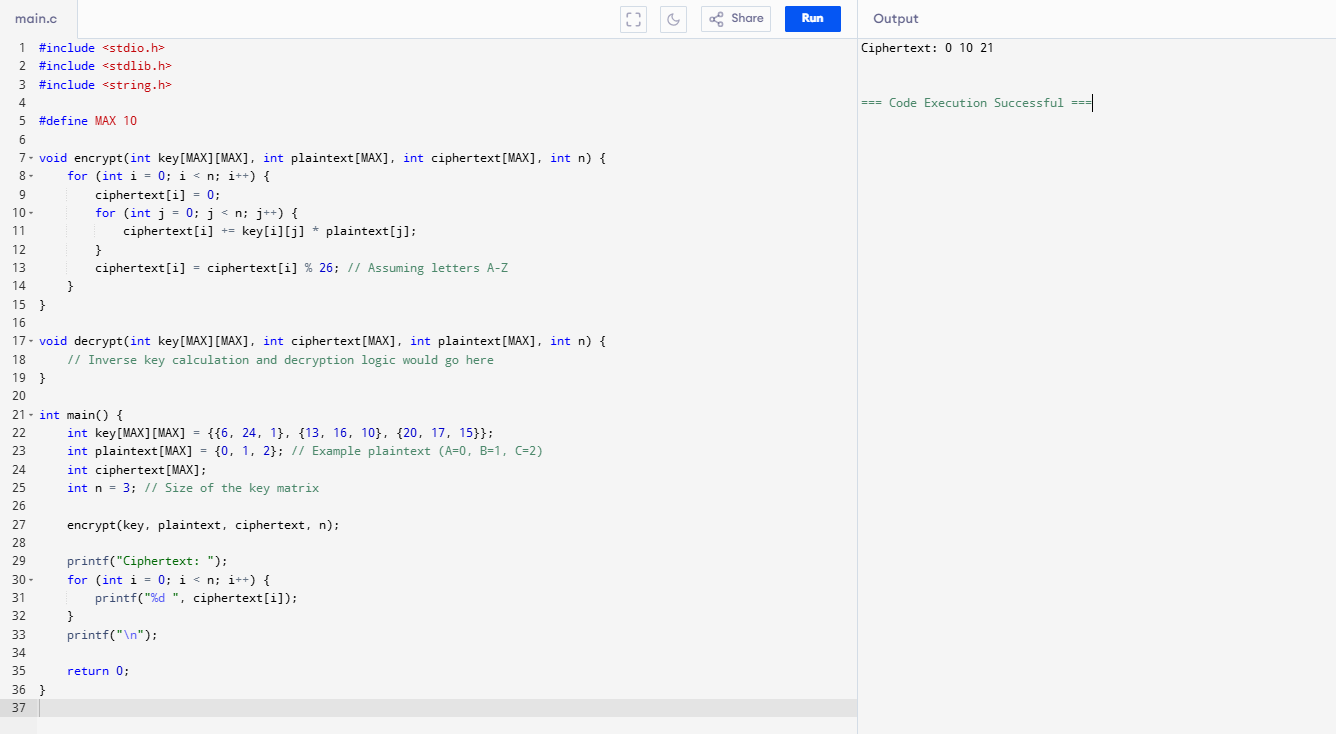 main.c
Share
Run
Output
1 #include <stdio.h>
2 #include <stdlib.h>
3 #include <string.h>
4
5 #define MAX 10
6
7 void encrypt(int key[MAX][MAX], int plaintext[MAX], int ciphertext[MAX], int n) {
8     for (int i = 0; i < n; i++) {
9         ciphertext[i] = 0;
10         for (int j = 0; j < n; j++) {
11             ciphertext[i] += key[i][j] * plaintext[j];
12         }
13         ciphertext[i] = ciphertext[i] % 26; // Assuming letters A-Z
14     }
15 }
16
17 void decrypt(int key[MAX][MAX], int ciphertext[MAX], int plaintext[MAX], int n) {
18     // Inverse key calculation and decryption logic would go here
19 }
20
21 int main() {
22     int key[MAX][MAX] = {{6, 24, 1}, {13, 16, 10}, {20, 17, 15}};
23     int plaintext[MAX] = {0, 1, 2}; // Example plaintext (A=0, B=1, C=2)
24     int ciphertext[MAX];
25     int n = 3; // Size of the key matrix
26
27     encrypt(key, plaintext, ciphertext, n);
28
29     printf("Ciphertext: ");
30     for (int i = 0; i < n; i++) {
31         printf("%d ", ciphertext[i]);
32     }
33     printf("\n");
34
35     return 0;
36 }
37
Ciphertext: 0 10 21
=== Code Execution Successful ===